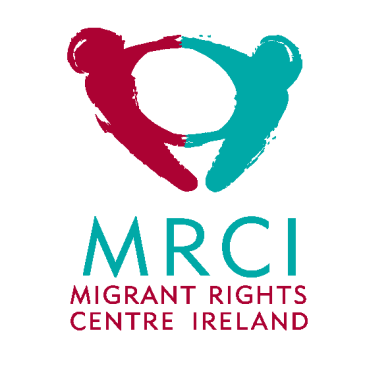 MRCI
MIGRANT RIGHTS
CENTRE IRELAND